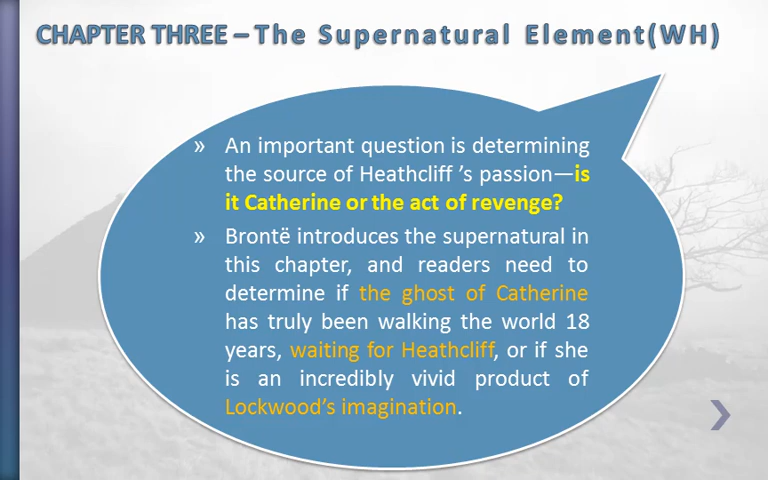 CHAPTER THREE – The Supernatural Element(WH)
» An important question is determining
the source of Heathcliff 's passion—is
it Catherine or the act of revenge?
» Brontë introduces the supernatural in
this chapter, and readers need to
determine if the ghost of Catherine
has truly been walking the world 18
years, waiting for Heathcliff, or if she
is an incredibly vivid product of
Lockwood's imagination.